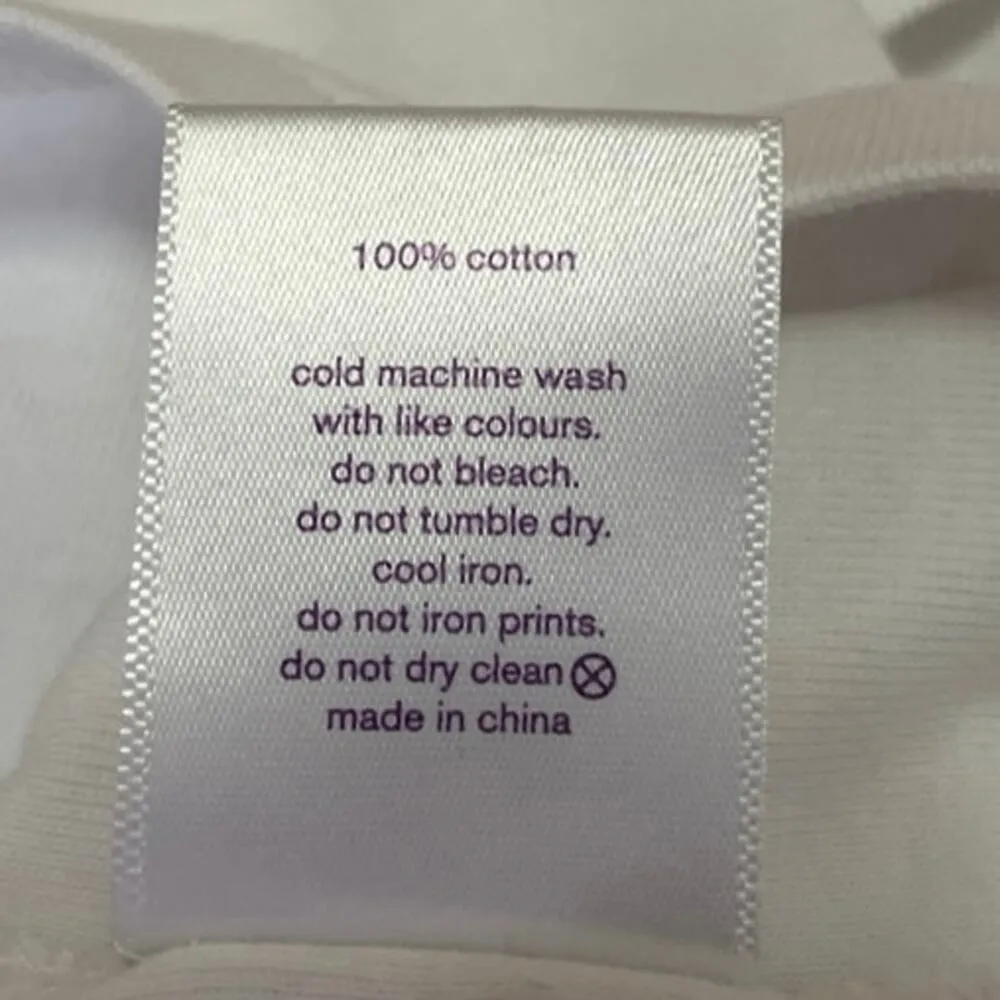 100% cotton
cold machine wash
with like colours.
do not bleach.
do not tumble dry.
cool iron.
do not iron prints.
do not dry clean
made in china